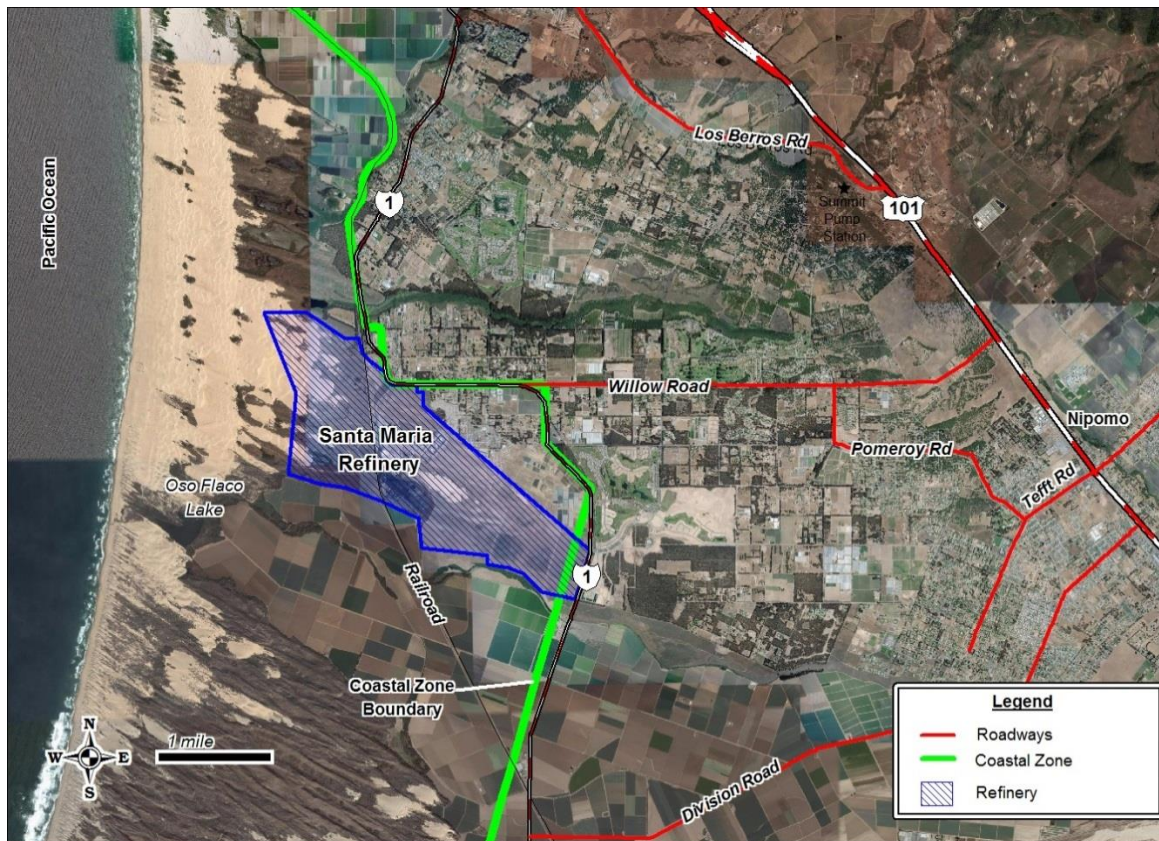 Los Berros Rd
1
101
Summit
Pump
Station
Pacific Ocean
Willow Road
Nipomo
Santa Maria
Refinery
Pomeroy Rd
Tefft Rd
Oso Flaco
Lake
Railroad
1
Coastal Zone
Boundary
N
W E
S
1 mile
Division Road
Legend
Roadways
Coastal Zone
Refinery